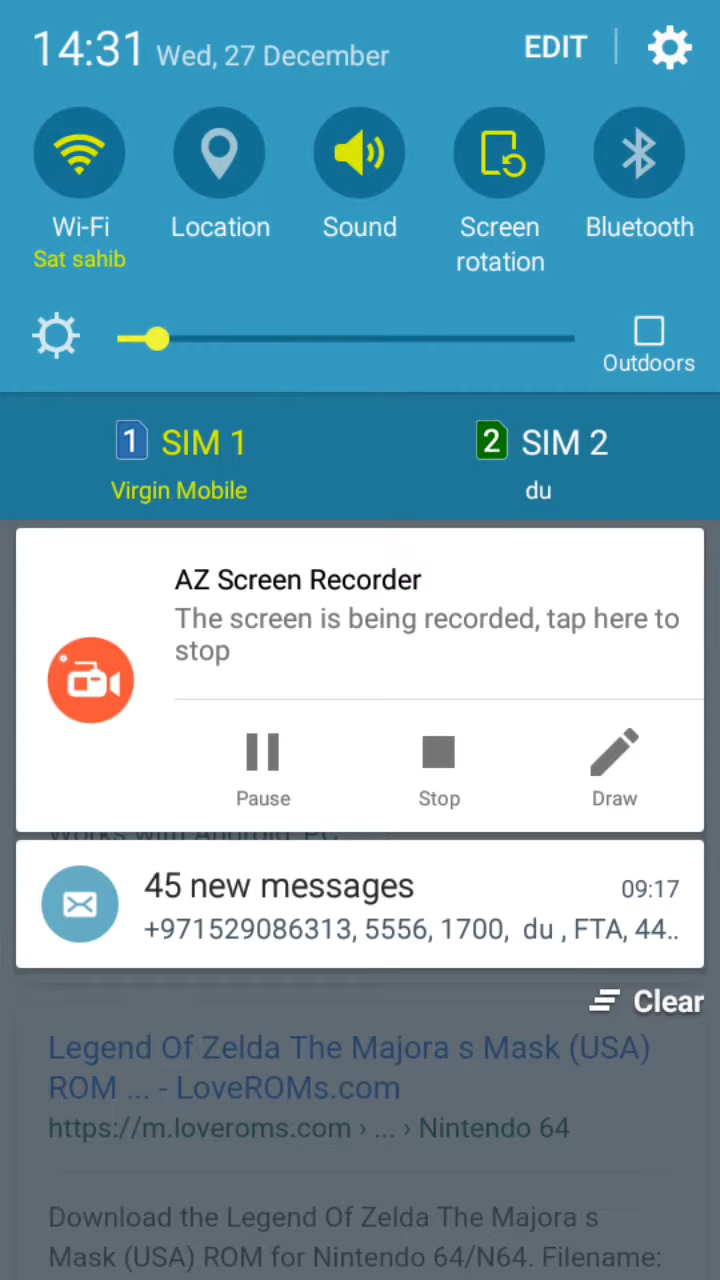 14:31 Wed, 27 December EDIT
Wi-Fi Location Sound Screen rotation Bluetooth
Sat sahib
Outdoors
1 SIM 1 2 SIM 2
Virgin Mobile du
AZ Screen Recorder
The screen is being recorded, tap here to
stop
Pause Stop Draw
Works with Android, PC
45 new messages 09:17
+971529086313, 5556, 1700, du , FTA, 44..
Clear
Legend Of Zelda The Majora s Mask (USA)
ROM ... - LoveROMs.com
https://m.loveroms.com › ... › Nintendo 64
Download the Legend Of Zelda The Majora s
Mask (USA) ROM for Nintendo 64/N64. Filename: